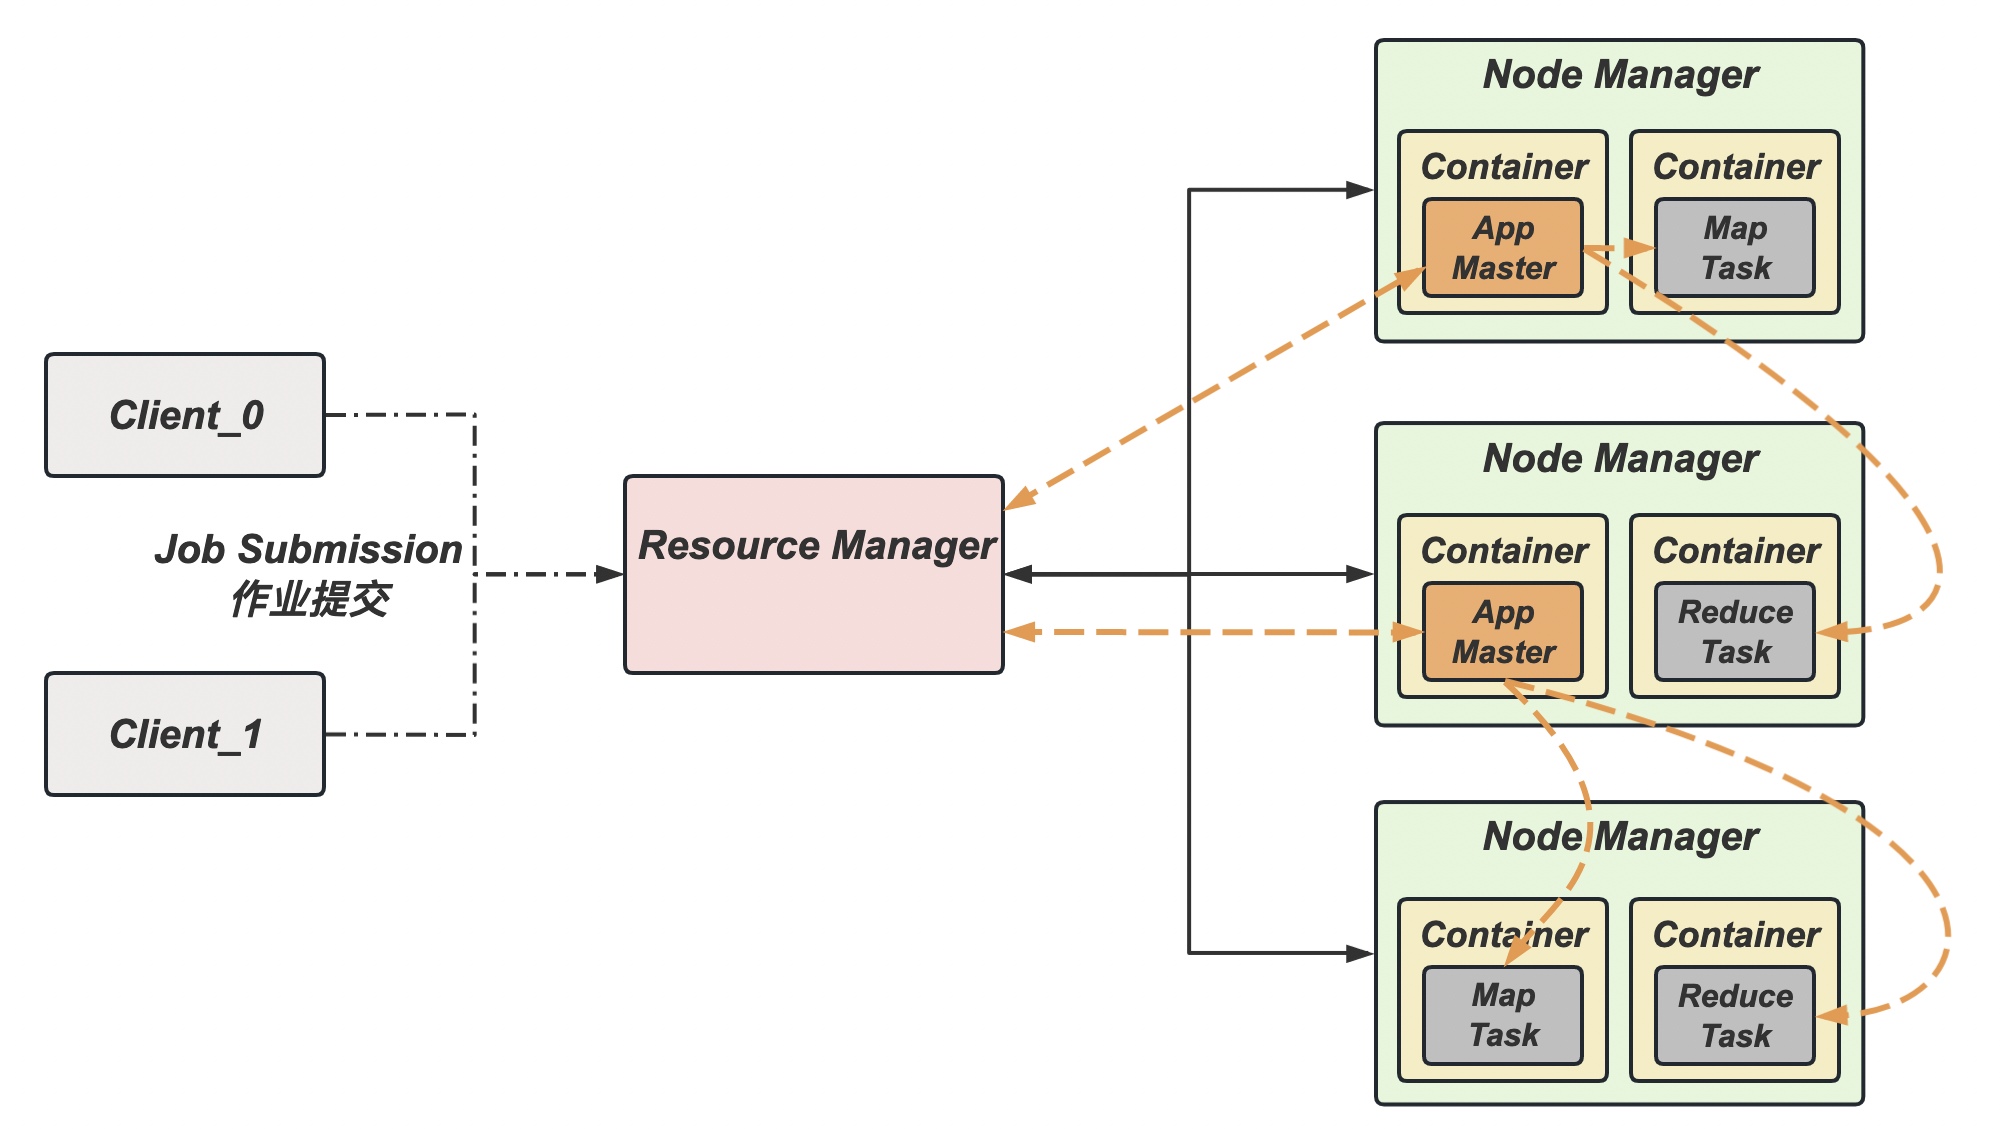 Client_0
Job Submission
作业提交
Client_1
Resource Manager
Node Manager
Container
App
Master
Container
Map
Task
Node Manager
Container
App
Master
Container
Reduce
Task
Node Manager
Container
Map
Task
Container
Reduce
Task